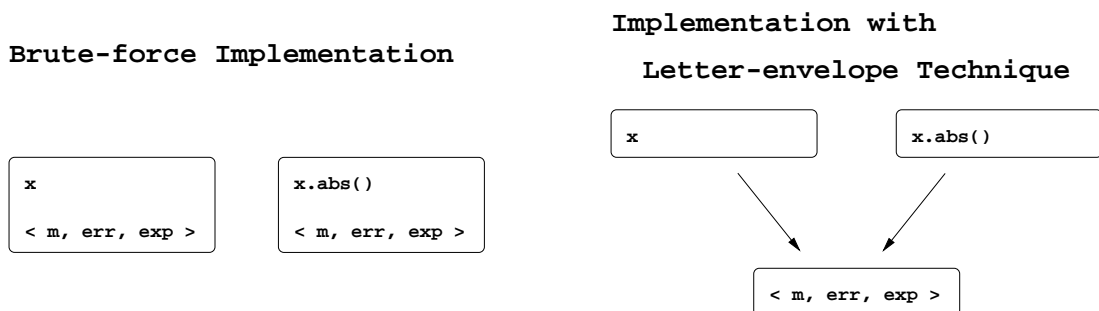 Brute-force Implementation
x
< m, err, exp >
x.abs()
< m, err, exp >
Implementation with
Letter-envelope Technique
x
x.abs()
< m, err, exp >